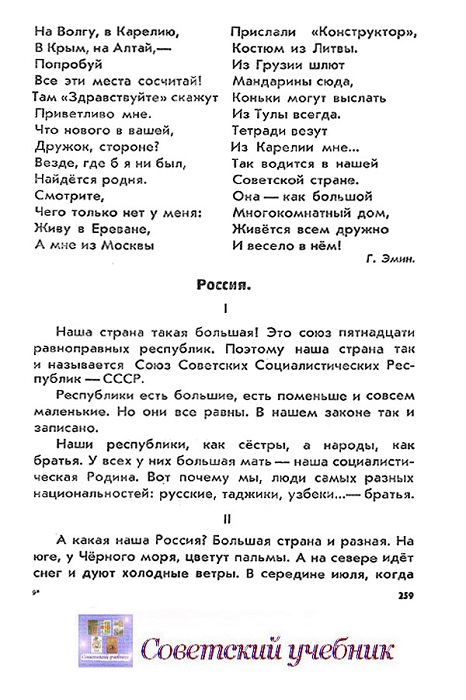 На Волгу, в Карелию,
В Крым, на Алтай,—
Попробуй
Все эти места сосчитай!
Там «Здравствуйте» скажут
Приветливо мне.
Что нового в вашей,
Дружок, стороне?
Везде, где б я ни был,
Найдётся родня.
Смотрите,
Чего только нет у меня:
Живу в Ереване,
А мне из Москвы
Прислали «Конструктор»,
Костюм из Литвы.
Из Грузии шлют
Мандарины сюда,
Коньки могут выслать
Из Тулы всегда.
Тетради везут
Из Карелии мне...
Так водится в нашей
Советской стране.
Она — как большой
Многокомнатный дом,
Живётся всем дружно
И весело в нём!
Г. Эмин.
Россия.
I
Наша страна такая большая! Это союз пятнадцати
равноправных республик. Поэтому наша страна так
и называется Союз Советских Социалистических Рес-
публик — СССР.
Республики есть большие, есть поменьше и совсем
маленькие. Но они все равны. В нашем законе так и
записано.
Наши республики, как сёстры, а народы, как
братья. У всех у них большая мать — наша социалисти-
ческая Родина. Вот почему мы, люди самых разных
национальностей: русские, таджики, узбеки...— братья.
II
А какая наша Россия? Большая страна и разная. На
юге, у Чёрного моря, цветут пальмы. А на севере идёт
снег и дуют холодные ветры. В середине июля, когда
9*
259
Советский учебник
Советский учебник